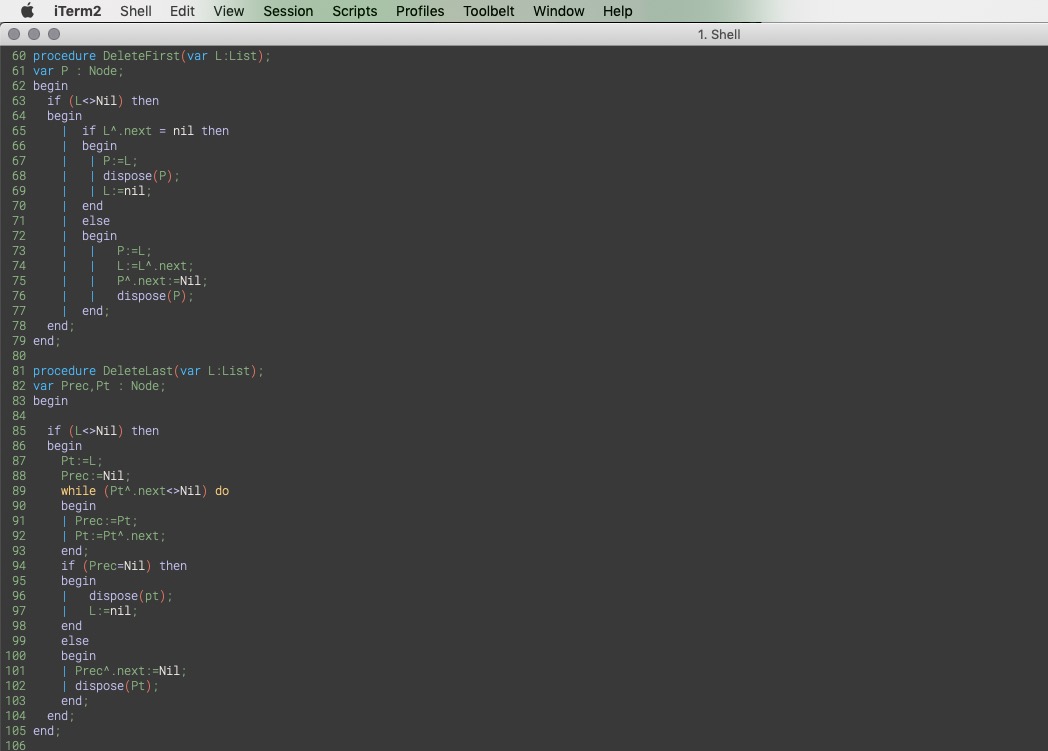 iTerm2 Shell Edit View Session Scripts Profiles Toolbelt Window Help
1. Shell
60 procedure DeleteFirst(var L:List);
61 var P : Node;
62 begin
63 if (L<>Nil) then
64 begin
65 | if L^.next = nil then
66 | begin
67 | | P:=L;
68 | | dispose(P);
69 | | L:=nil;
70 | end
71 | else
72 | begin
73 | | P:=L;
74 | | L:=L^.next;
75 | | P^.next:=Nil;
76 | | dispose(P);
77 | end;
78 end;
79 end;
80
81 procedure DeleteLast(var L:List);
82 var Prec,Pt : Node;
83 begin
84
85 if (L<>Nil) then
86 begin
87 Pt:=L;
88 Prec:=Nil;
89 while (Pt^.next<>Nil) do
90 begin
91 | Prec:=Pt;
92 | Pt:=Pt^.next;
93 end;
94 if (Prec=Nil) then
95 begin
96 | dispose(pt);
97 | L:=nil;
98 end
99 else
100 begin
101 | Prec^.next:=Nil;
102 | dispose(Pt);
103 end;
104 end;
105 end;
106